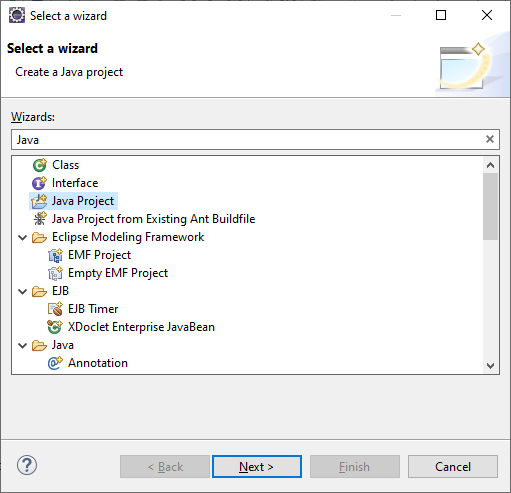 Select a wizard
Select a wizard
Create a Java project
Wizards:
Java
Class
Interface
Java Project
Java Project from Existing Ant Buildfile
Eclipse Modeling Framework
EMF Project
Empty EMF Project
EJB
EJB Timer
XDoclet Enterprise JavaBean
Java
Annotation
? < Back Next > Finish Cancel